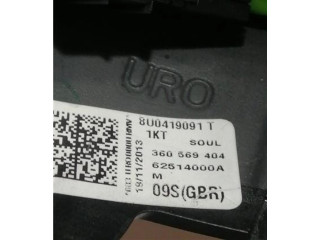 URO
8U0419091 T
1KT SOUL
360 569 404
62514000A
M
09S(GBR)
19/11/2013